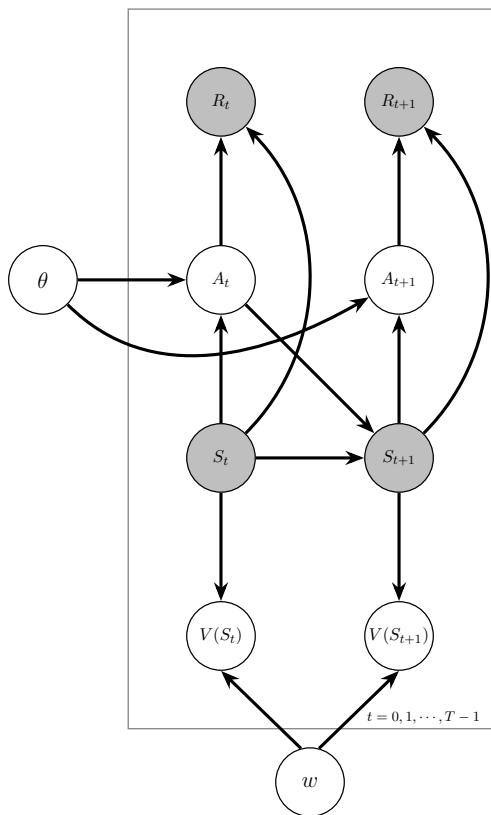 R_t R_{t+1}
θ A_t A_{t+1}
S_t S_{t+1}
V(S_t) V(S_{t+1})
t = 0, 1, ⋯, T − 1
w